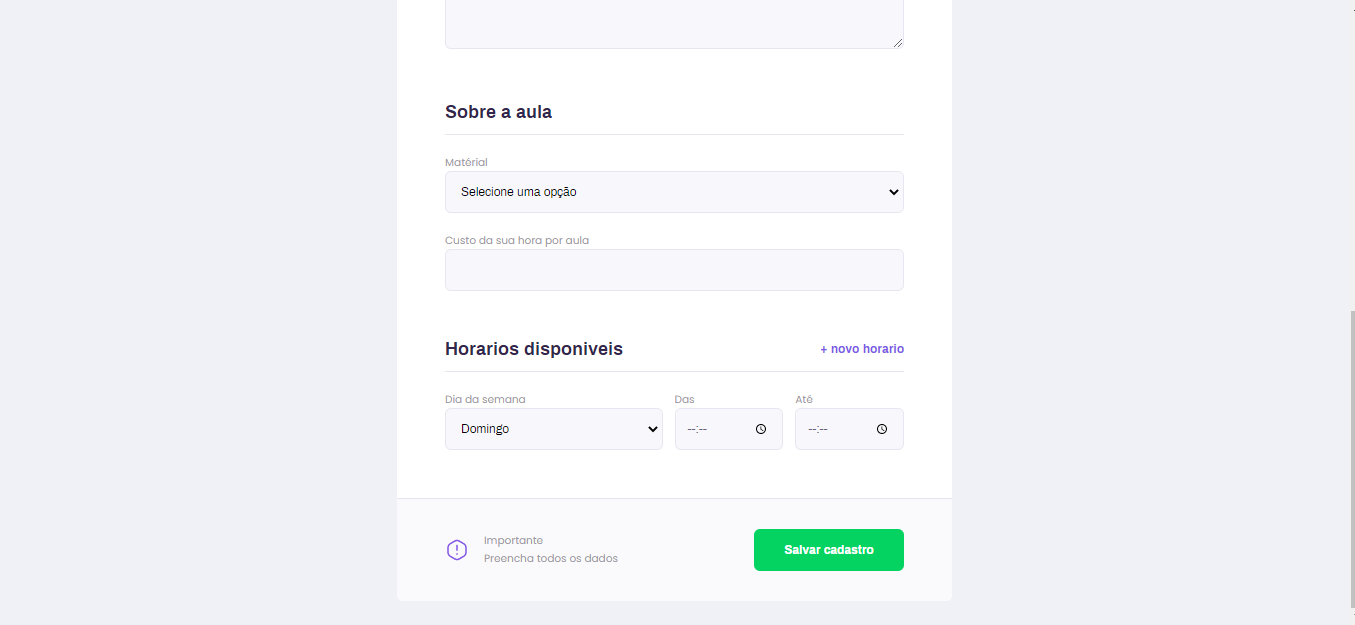 Sobre a aula
Matérial
Selecione uma opção
Custo da sua hora por aula
Horarios disponiveis
+ novo horario
Dia da semana
Das
Até
Domingo
--:--
--:--
Importante
Preencha todos os dados
Salvar cadastro